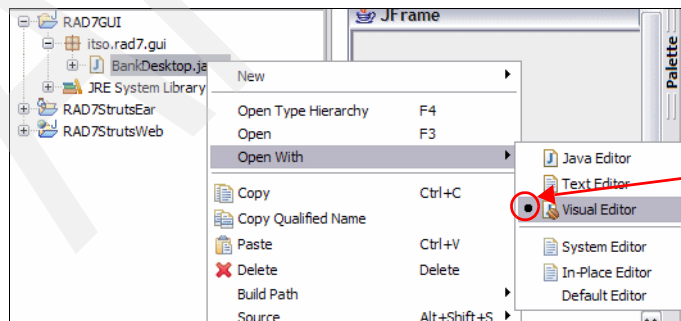 RAD7GUI
itso.rad7.gui
BankDesktop.ja
JRE System Library
RAD7StrutsEar
RAD7StrutsWeb
JFrame
Palette
New
Open Type Hierarchy F4
Open F3
Open With
Copy Ctrl+C
Copy Qualified Name
Paste Ctrl+V
Delete Delete
Build Path
Source Alt+Shift+S
Java Editor
Text Editor
Visual Editor
System Editor
In-Place Editor
Default Editor